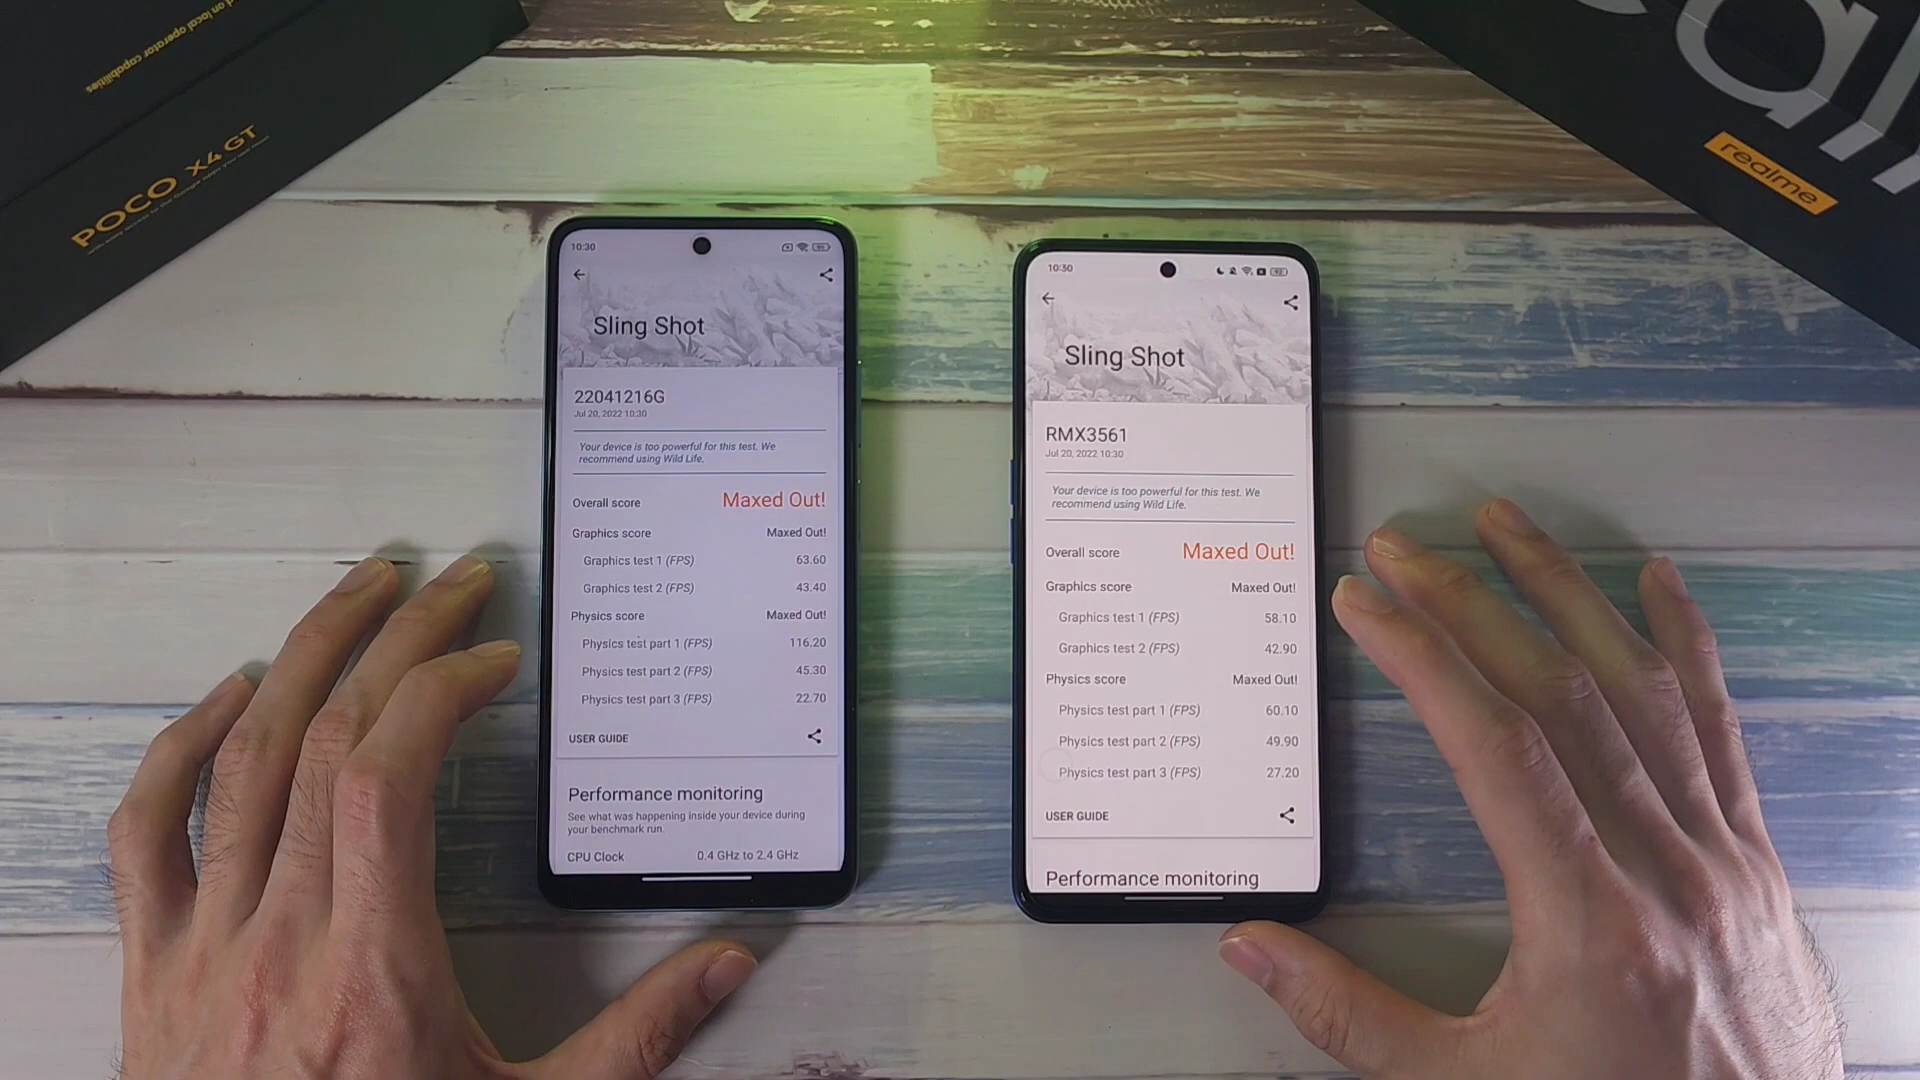 on local operator capabilities
POCO X4 GT
realme
10:30
Sling Shot
22041216G
Jul 20, 2022 10:30
Your device is too powerful for this test. We
recommend using Wild Life.
Overall score Maxed Out!
Graphics score Maxed Out!
Graphics test 1 (FPS) 63.60
Graphics test 2 (FPS) 43.40
Physics score Maxed Out!
Physics test part 1 (FPS) 116.20
Physics test part 2 (FPS) 45.30
Physics test part 3 (FPS) 22.70
USER GUIDE
Performance monitoring
See what was happening inside your device during
your benchmark run.
CPU Clock 0.4 GHz to 2.4 GHz
10:30
Sling Shot
RMX3561
Jul 20, 2022 10:30
Your device is too powerful for this test. We
recommend using Wild Life.
Overall score Maxed Out!
Graphics score Maxed Out!
Graphics test 1 (FPS) 58.10
Graphics test 2 (FPS) 42.90
Physics score Maxed Out!
Physics test part 1 (FPS) 60.10
Physics test part 2 (FPS) 49.90
Physics test part 3 (FPS) 27.20
USER GUIDE
Performance monitoring